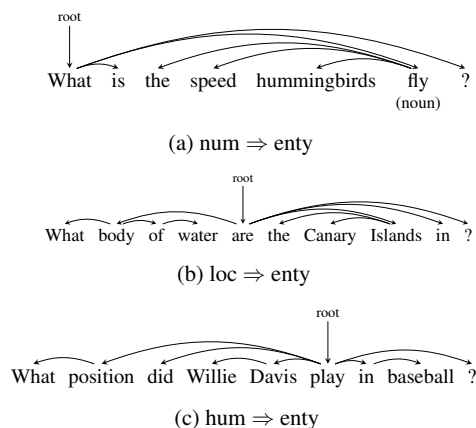 root
What is the speed hummingbirds fly ?
(noun)
(a) num ⇒ enty
root
What body of water are the Canary Islands in ?
(b) loc ⇒ enty
root
What position did Willie Davis play in baseball ?
(c) hum ⇒ enty